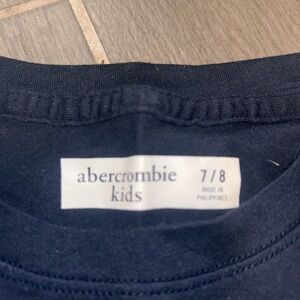 abercrombie
kids
7/8
MADE IN
PHILIPPINES